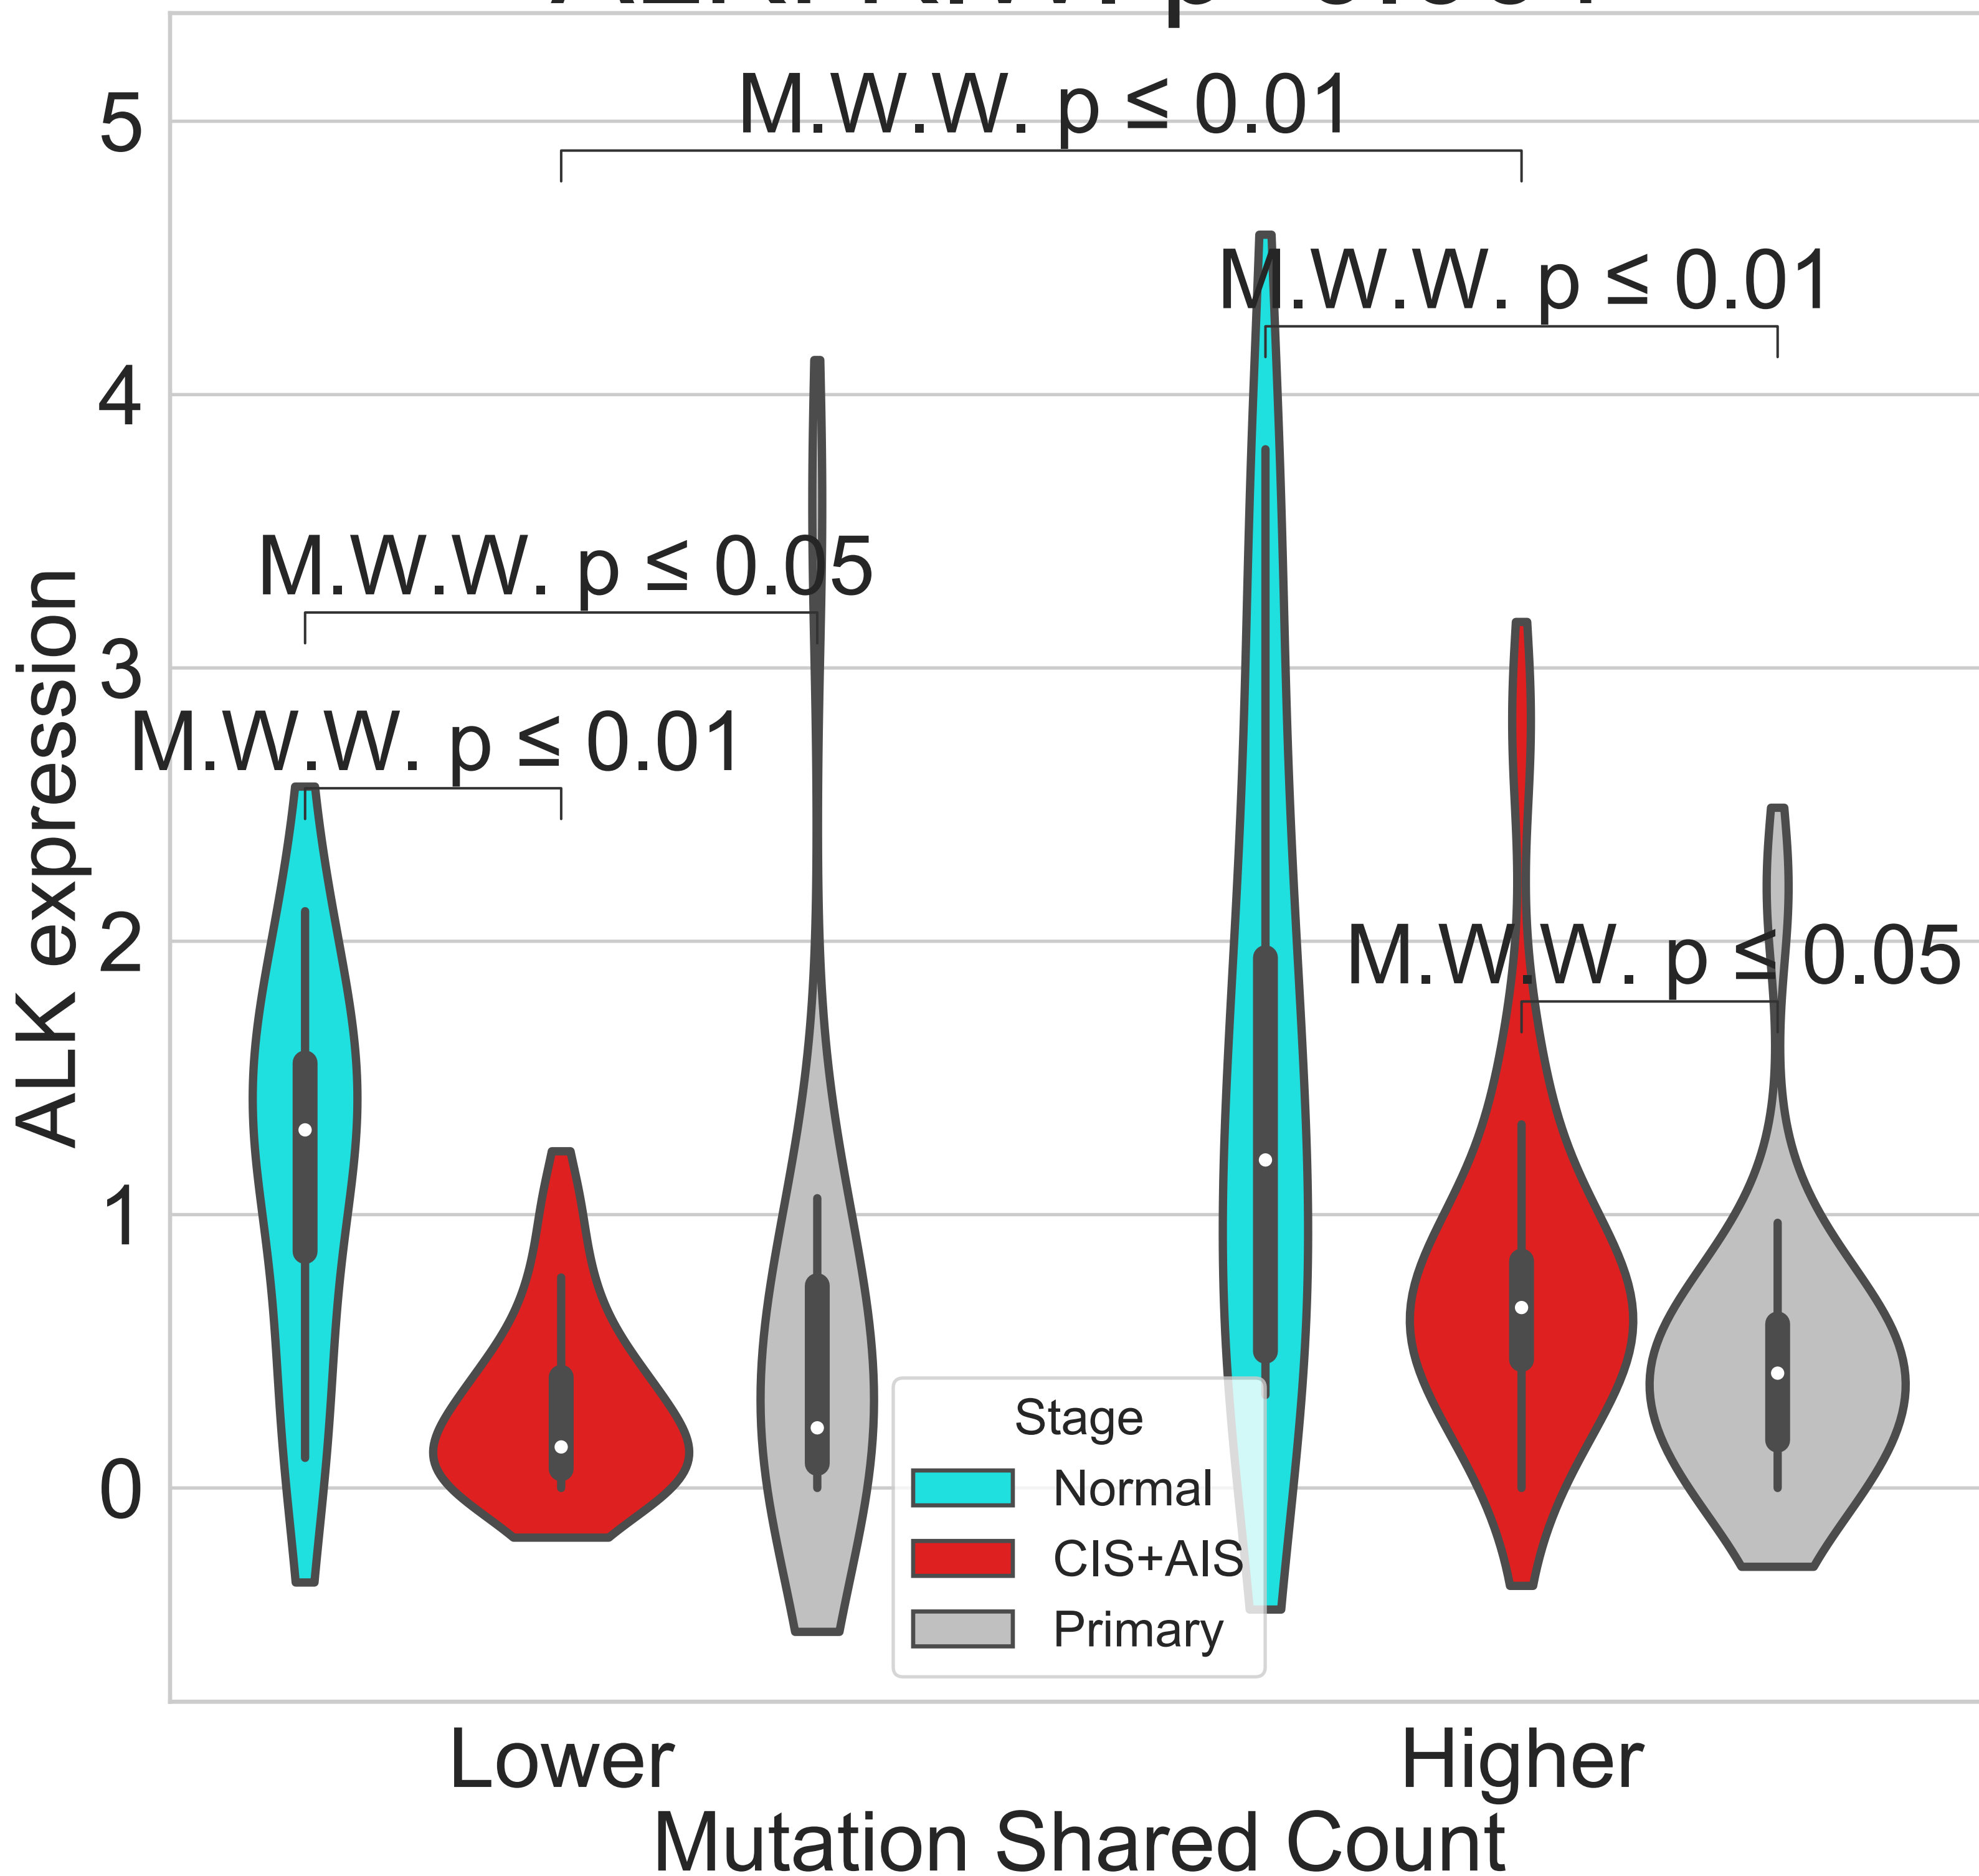 M.W.W. p ≤ 0.01
5
M.W.W. p ≤ 0.01
4
M.W.W. p ≤ 0.05
3
M.W.W. p ≤ 0.01
2
M.W.W. p ≤ 0.05
1
0
ALK expression
Stage
Normal
CIS+AIS
Primary
Lower
Higher
Mutation Shared Count